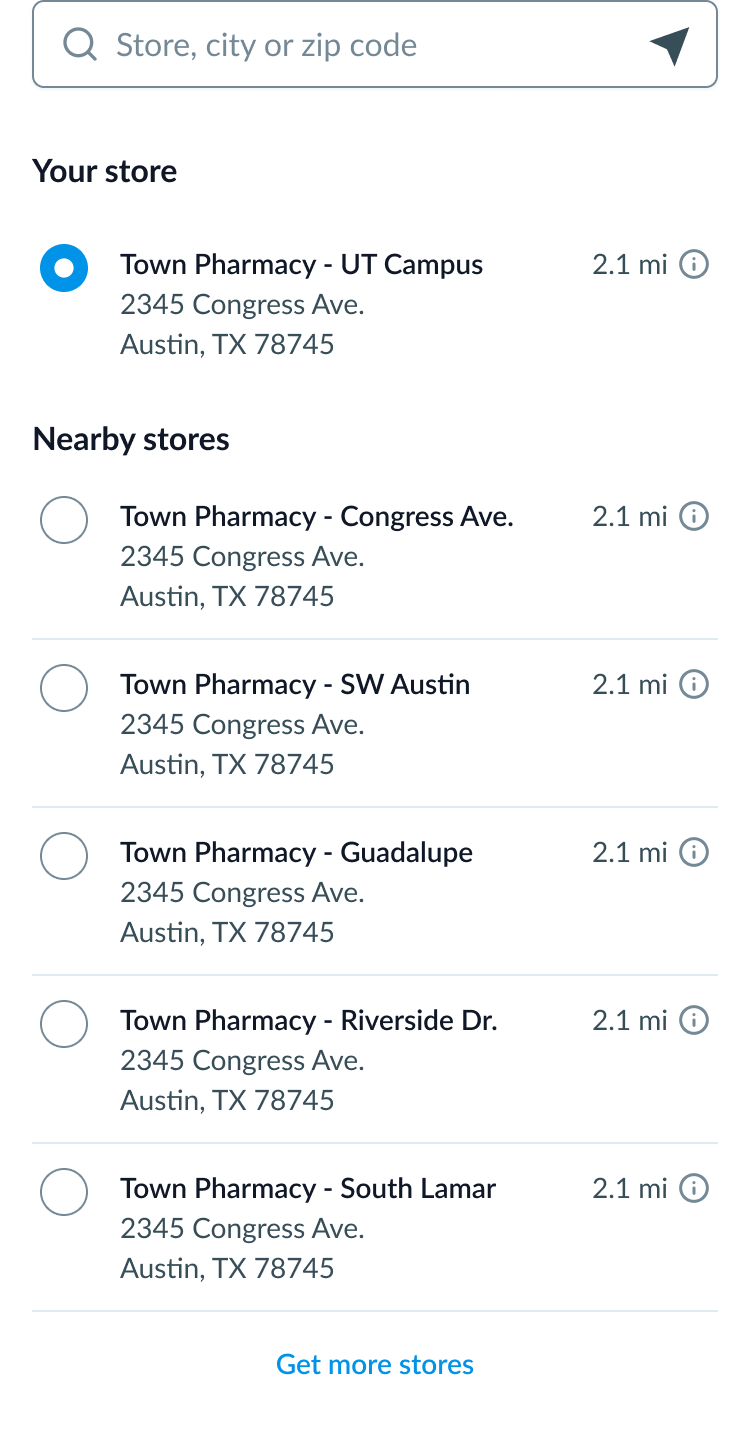 Store, city or zip code
Your store
Town Pharmacy - UT Campus 2.1 mi
2345 Congress Ave.
Austin, TX 78745
Nearby stores
Town Pharmacy - Congress Ave. 2.1 mi
2345 Congress Ave.
Austin, TX 78745
Town Pharmacy - SW Austin 2.1 mi
2345 Congress Ave.
Austin, TX 78745
Town Pharmacy - Guadalupe 2.1 mi
2345 Congress Ave.
Austin, TX 78745
Town Pharmacy - Riverside Dr. 2.1 mi
2345 Congress Ave.
Austin, TX 78745
Town Pharmacy - South Lamar 2.1 mi
2345 Congress Ave.
Austin, TX 78745
Get more stores